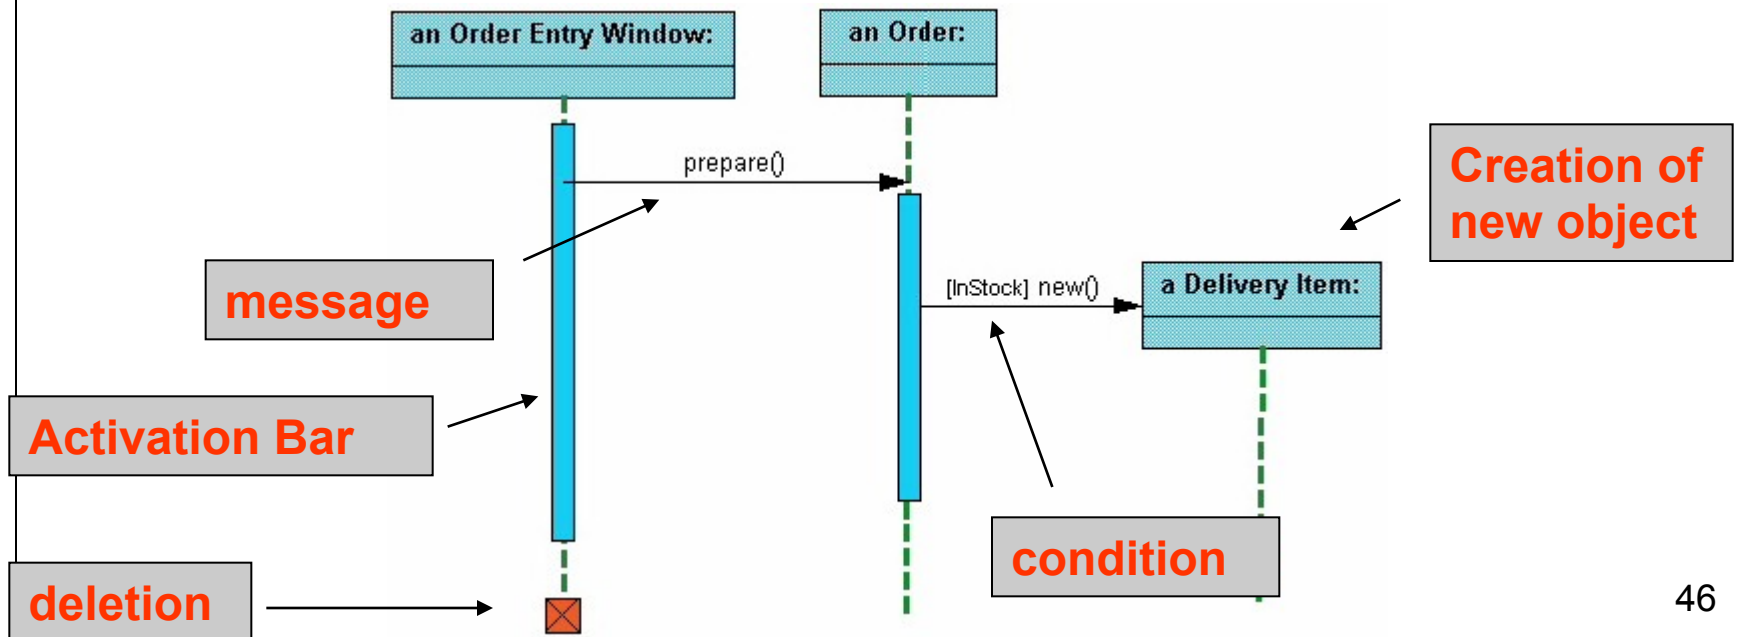 an Order Entry Window:
an Order:
prepare()
Creation of
new object
message
[InStock] new()
a Delivery Item:
Activation Bar
condition
deletion
46